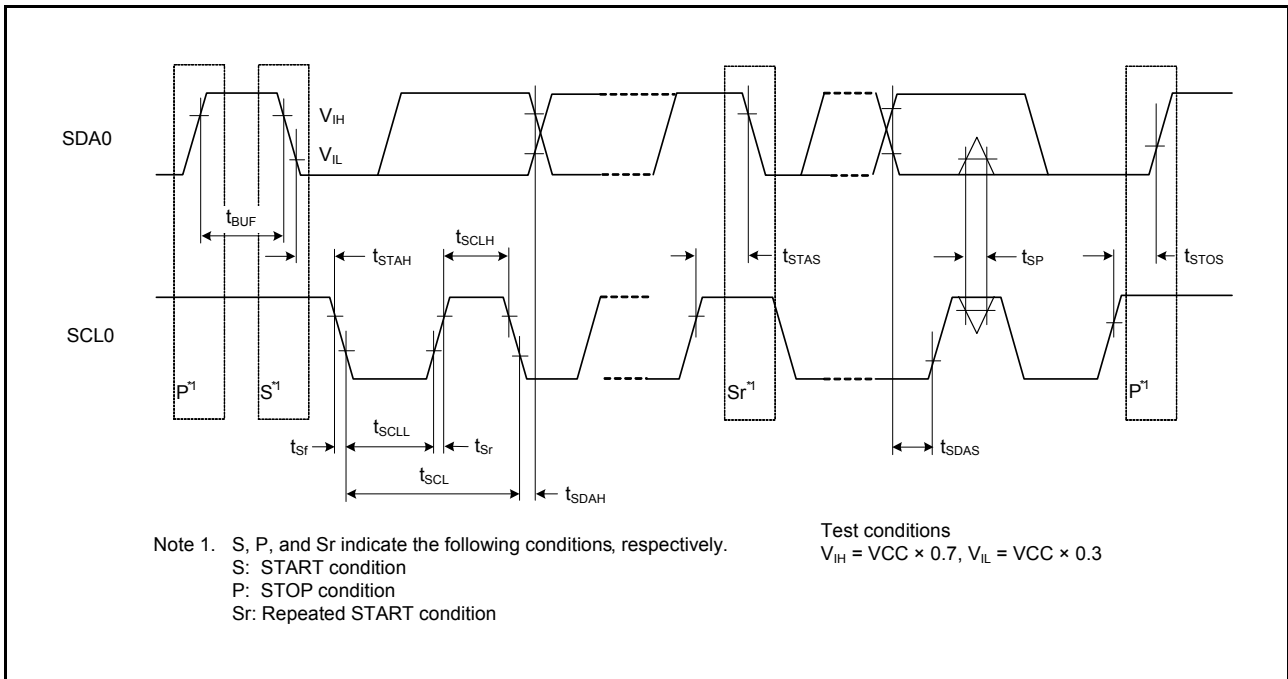 SDA0
V_IH
V_IL
t_BUF
t_STAH
t_SCLH
t_STAS
t_SP
t_STOS
SCL0
P*1
S*1
Sr*1
P*1
t_Sf
t_SCLL
t_Sr
t_SCL
t_SDAH
t_SDAS
Note 1. S, P, and Sr indicate the following conditions, respectively.
S: START condition
P: STOP condition
Sr: Repeated START condition
Test conditions
V_IH = VCC × 0.7, V_IL = VCC × 0.3